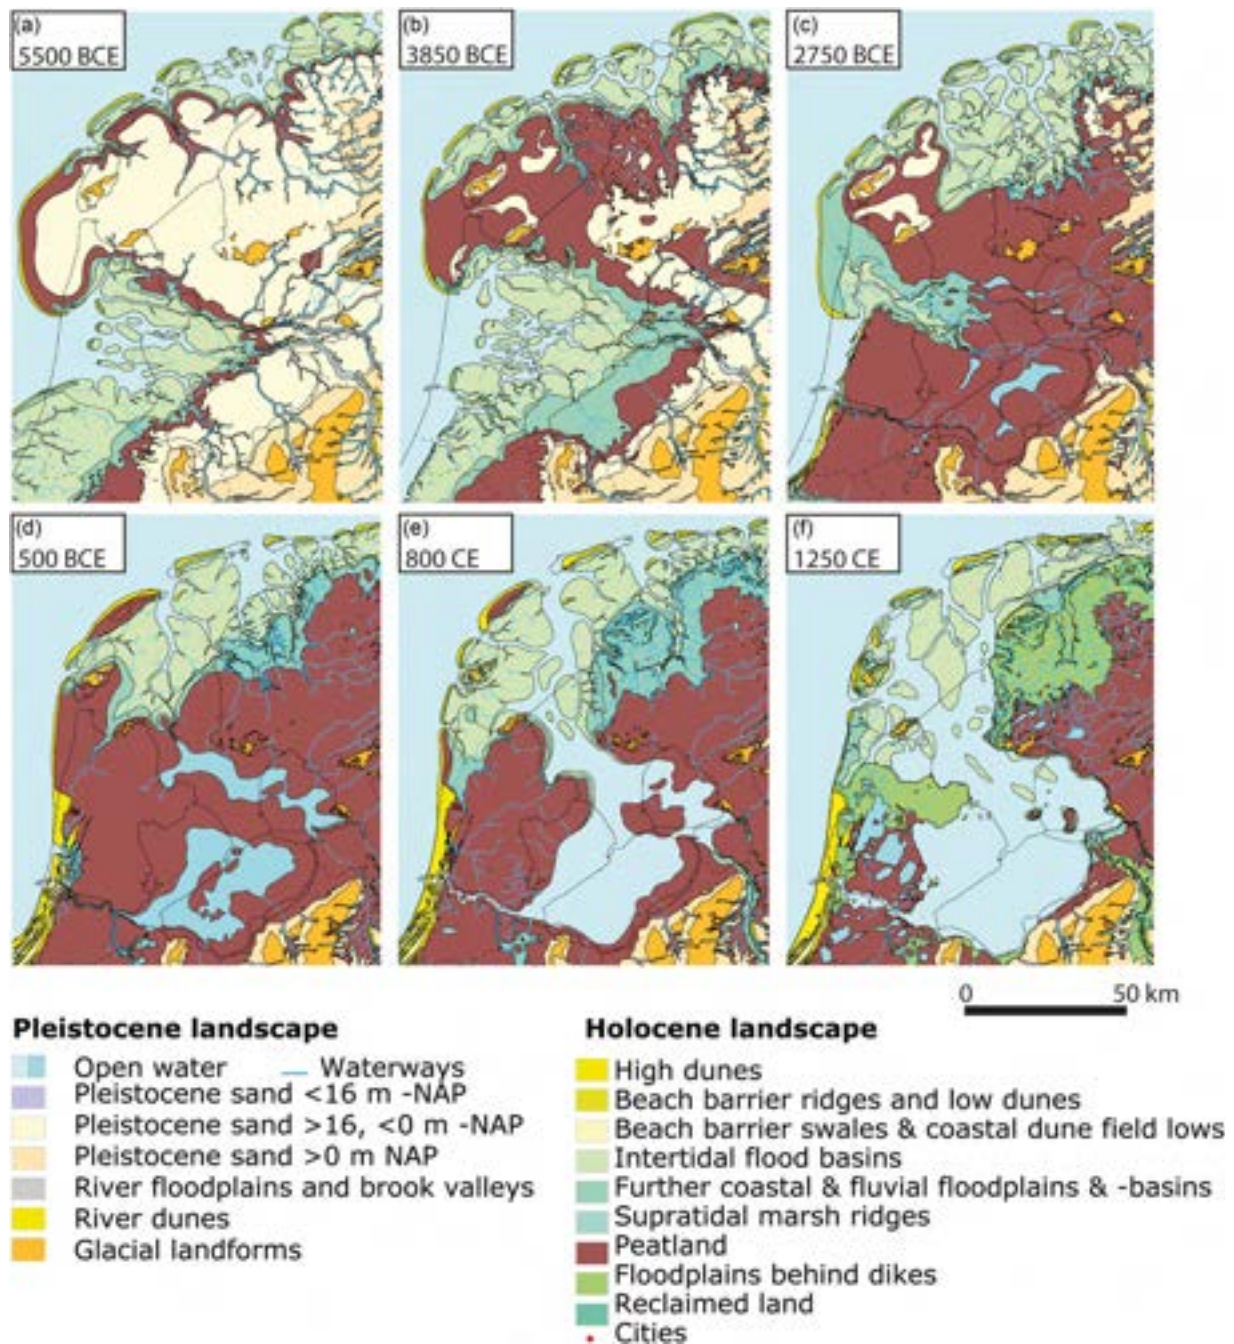 (a)
5500 BCE
(b)
3850 BCE
(c)
2750 BCE
(d)
500 BCE
(e)
800 CE
(f)
1250 CE
0 50 km
Pleistocene landscape
Open water
Waterways
Pleistocene sand <16 m -NAP
Pleistocene sand >16, <0 m -NAP
Pleistocene sand >0 m NAP
River floodplains and brook valleys
River dunes
Glacial landforms
Holocene landscape
High dunes
Beach barrier ridges and low dunes
Beach barrier swales & coastal dune field lows
Intertidal flood basins
Further coastal & fluvial floodplains & -basins
Supratidal marsh ridges
Peatland
Floodplains behind dikes
Reclaimed land
Cities